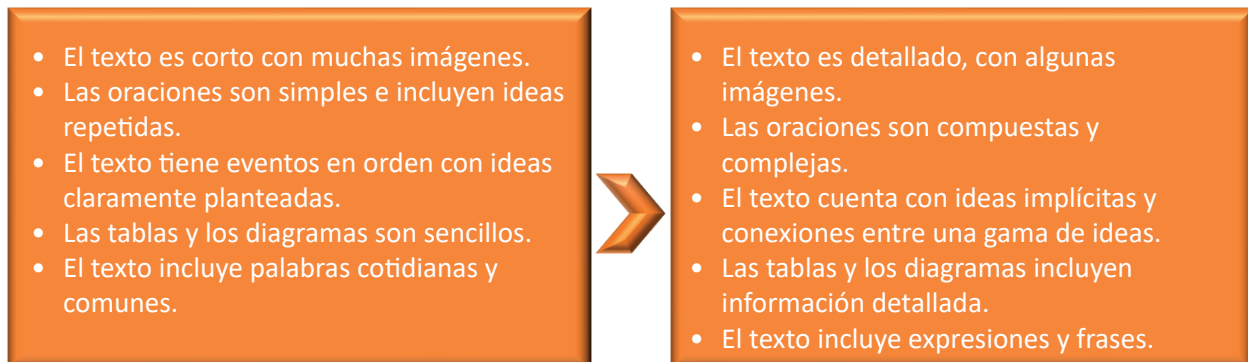 • El texto es corto con muchas imágenes.
• Las oraciones son simples e incluyen ideas
repetidas.
• El texto tiene eventos en orden con ideas
claramente planteadas.
• Las tablas y los diagramas son sencillos.
• El texto incluye palabras cotidianas y
comunes.
• El texto es detallado, con algunas
imágenes.
• Las oraciones son compuestas y
complejas.
• El texto cuenta con ideas implícitas y
conexiones entre una gama de ideas.
• Las tablas y los diagramas incluyen
información detallada.
• El texto incluye expresiones y frases.